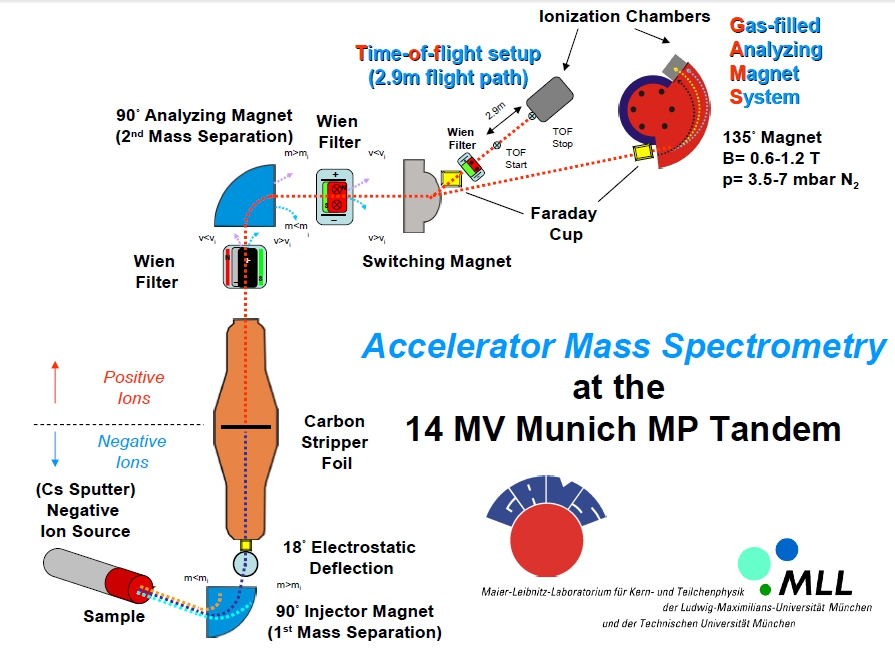 Ionization Chambers
Gas-filled
Analyzing
Magnet
System
Time-of-flight setup
(2.9m flight path)
135° Magnet
B= 0.6-1.2 T
p= 3.5-7 mbar N₂
90° Analyzing Magnet
(2nd Mass Separation)
Wien
Filter
Wien
Filter
2.9m
TOF
Start
TOF
Stop
m>mᵢ
v<vᵢ
m<mᵢ
v<vᵢ
v>vᵢ
v>vᵢ
+
–
N
S
Faraday
Cup
Switching Magnet
Wien
Filter
N
+
S
Accelerator Mass Spectrometry
at the
14 MV Munich MP Tandem
Positive
Ions
Negative
Ions
Carbon
Stripper
Foil
(Cs Sputter)
Negative
Ion Source
Sample
18° Electrostatic
Deflection
m<mᵢ
m>mᵢ
90° Injector Magnet
(1st Mass Separation)
MLL
Maier-Leibnitz-Laboratorium für Kern- und Teilchenphysik
der Ludwig-Maximilians-Universität München
und der Technischen Universität München